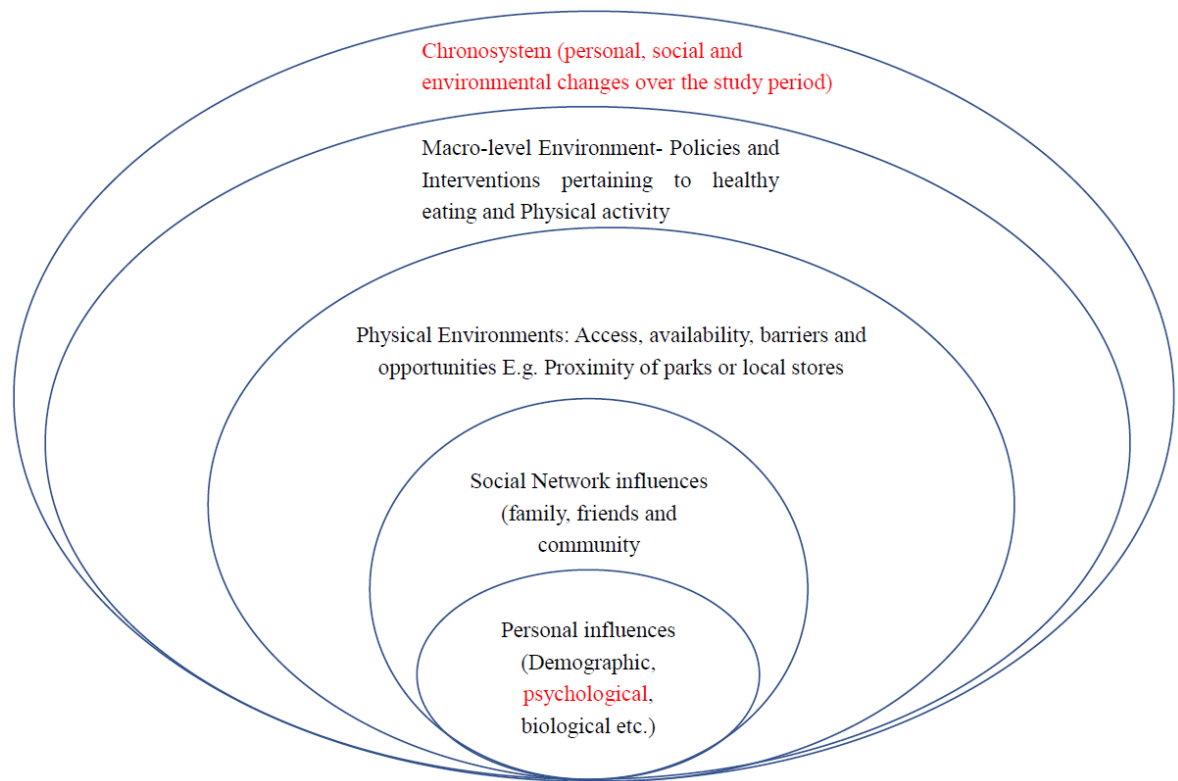 Chronosystem (personal, social and
environmental changes over the study period)
Macro-level Environment- Policies and
Interventions pertaining to healthy
eating and Physical activity
Physical Environments: Access, availability, barriers and
opportunities E.g. Proximity of parks or local stores
Social Network influences
(family, friends and
community
Personal influences
(Demographic,
psychological,
biological etc.)